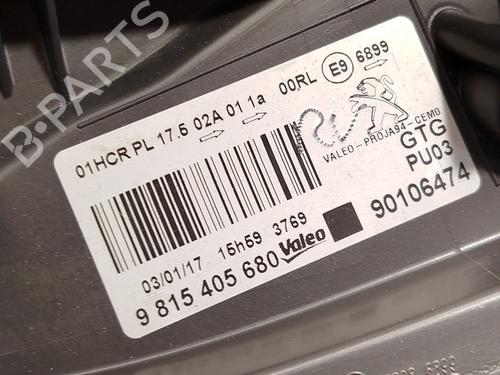 B-PARTS
01HCR PL 17.5 02A 01 1a 00RL E9 6899
VALEO-PROJA94-CEMO
GTG
PU03
90106474
03/01/17 15h59 3769
9 815 405 680 Valeo